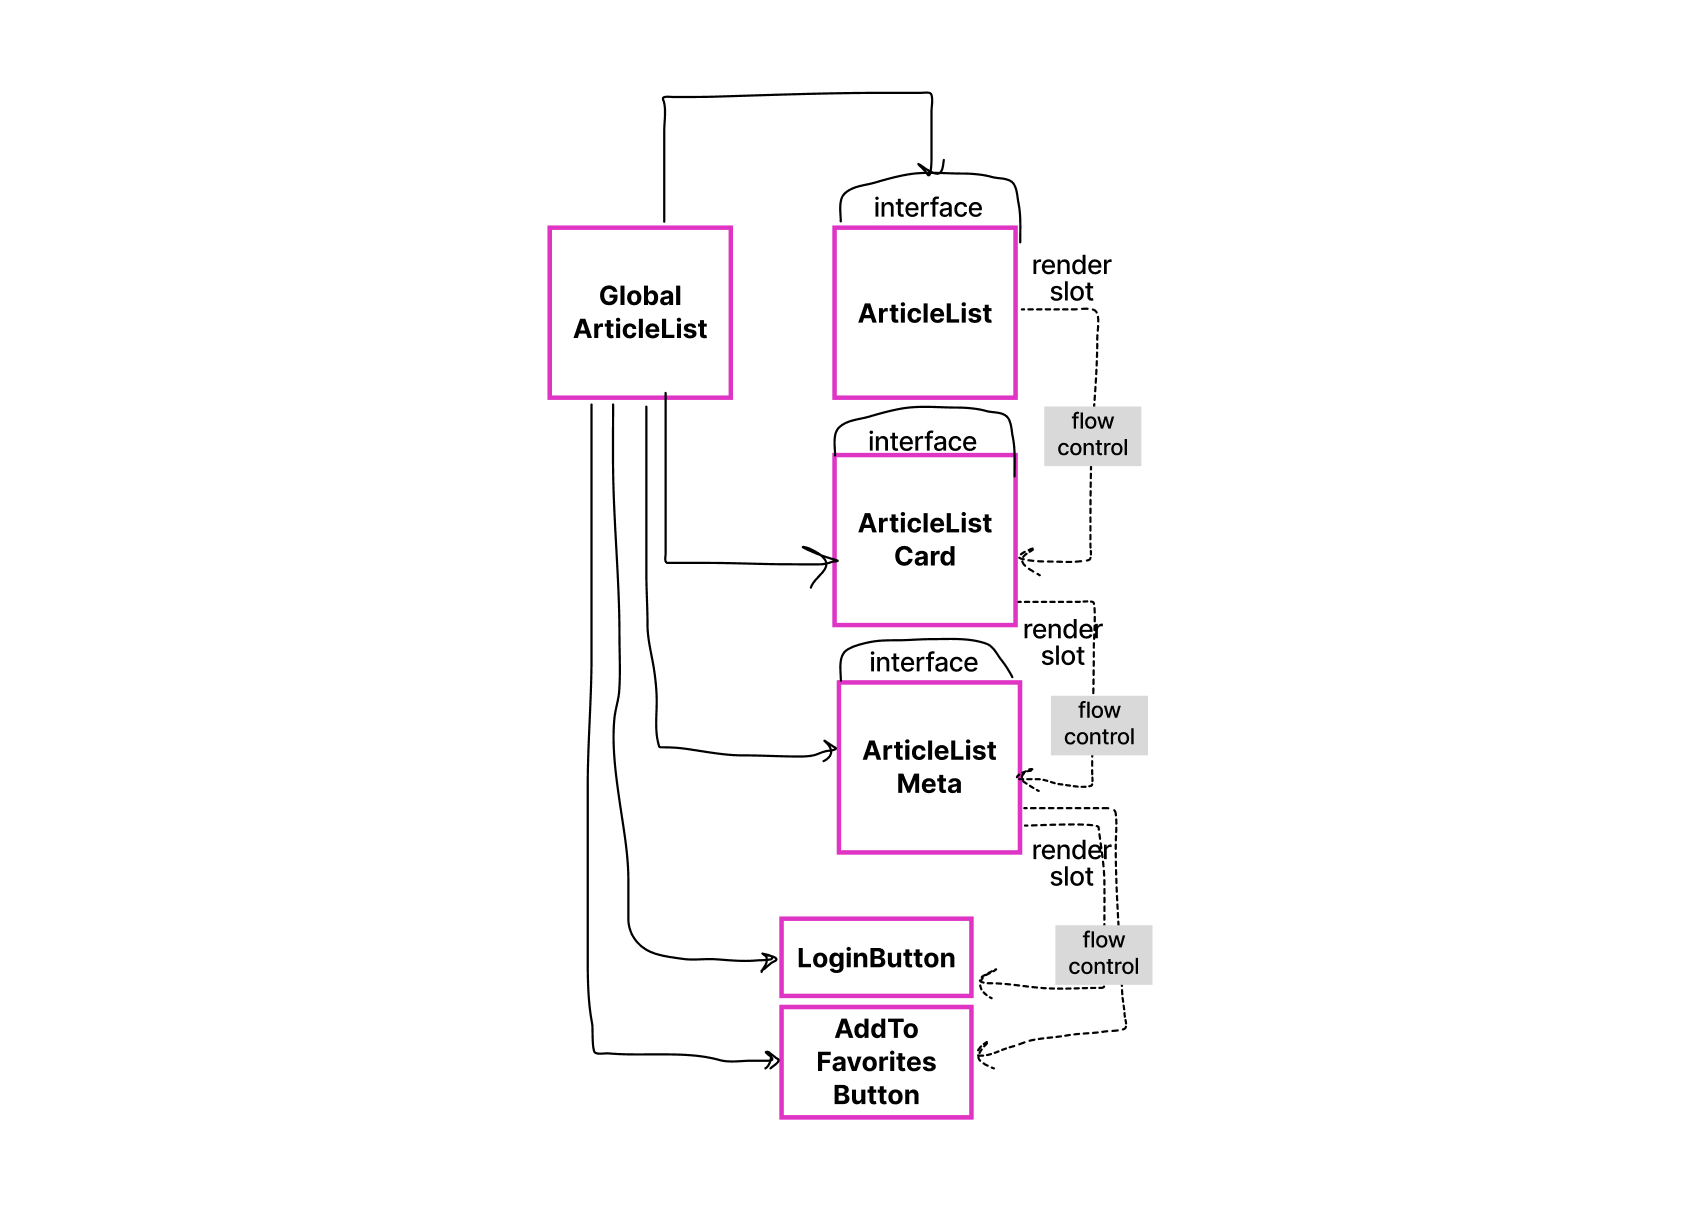 interface
Global
ArticleList
ArticleList
render
slot
flow
control
interface
ArticleList
Card
render
slot
interface
flow
control
ArticleList
Meta
render
slot
LoginButton
flow
control
AddTo
Favorites
Button